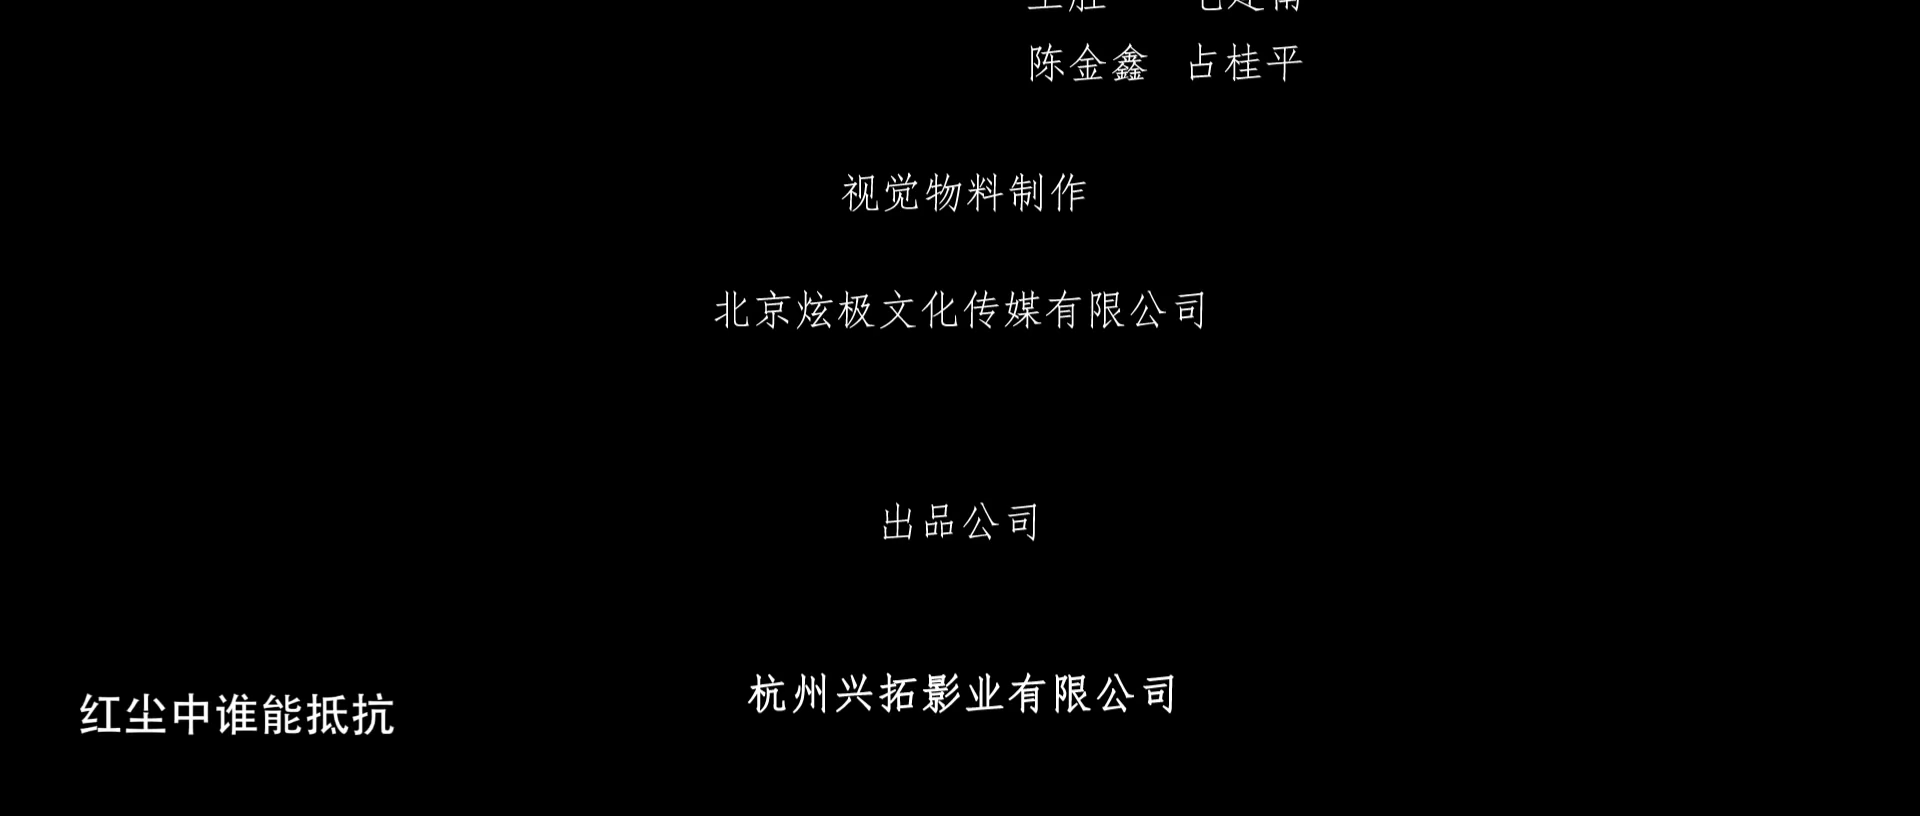 陈金鑫 占桂平
视觉物料制作
北京炫极文化传媒有限公司
出品公司
杭州兴拓影业有限公司
红尘中谁能抵抗